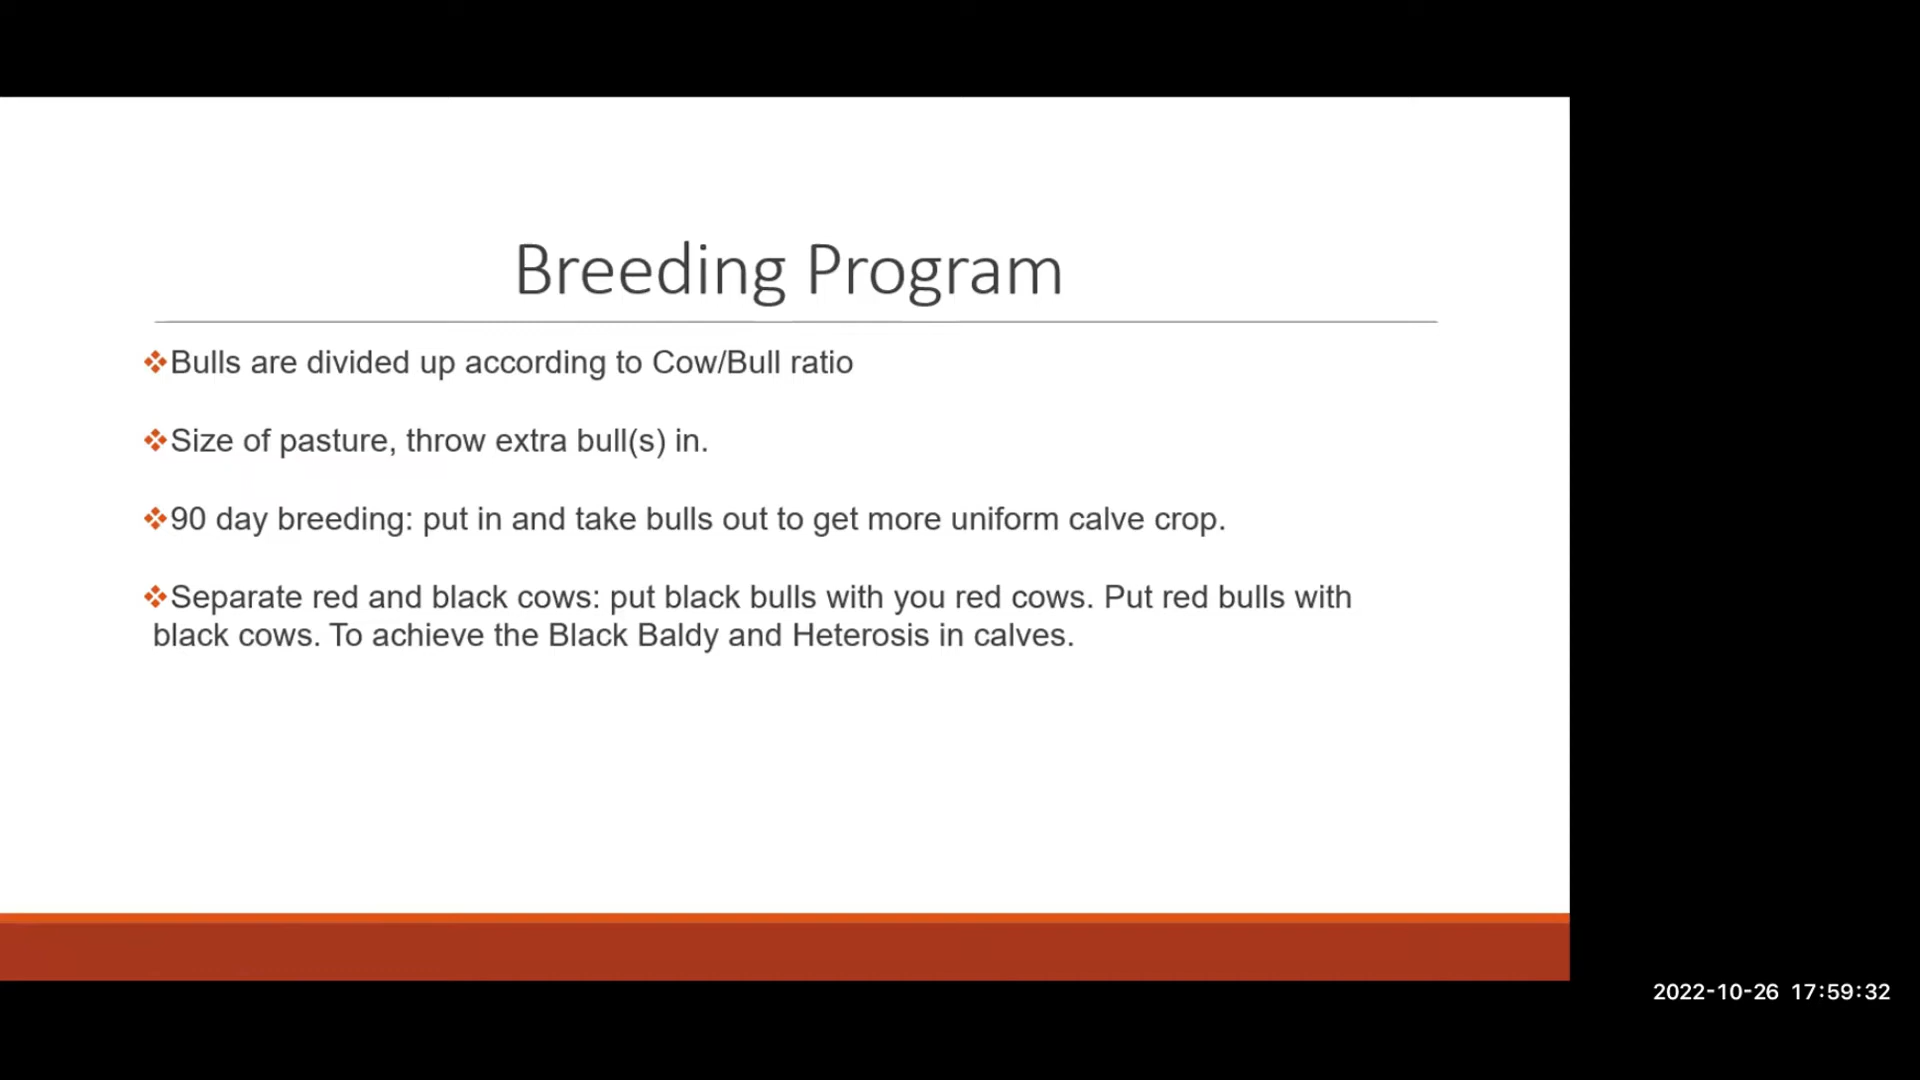 Breeding Program
❖Bulls are divided up according to Cow/Bull ratio
❖Size of pasture, throw extra bull(s) in.
❖90 day breeding: put in and take bulls out to get more uniform calve crop.
❖Separate red and black cows: put black bulls with you red cows. Put red bulls with
black cows. To achieve the Black Baldy and Heterosis in calves.
2022-10-26 17:59:32